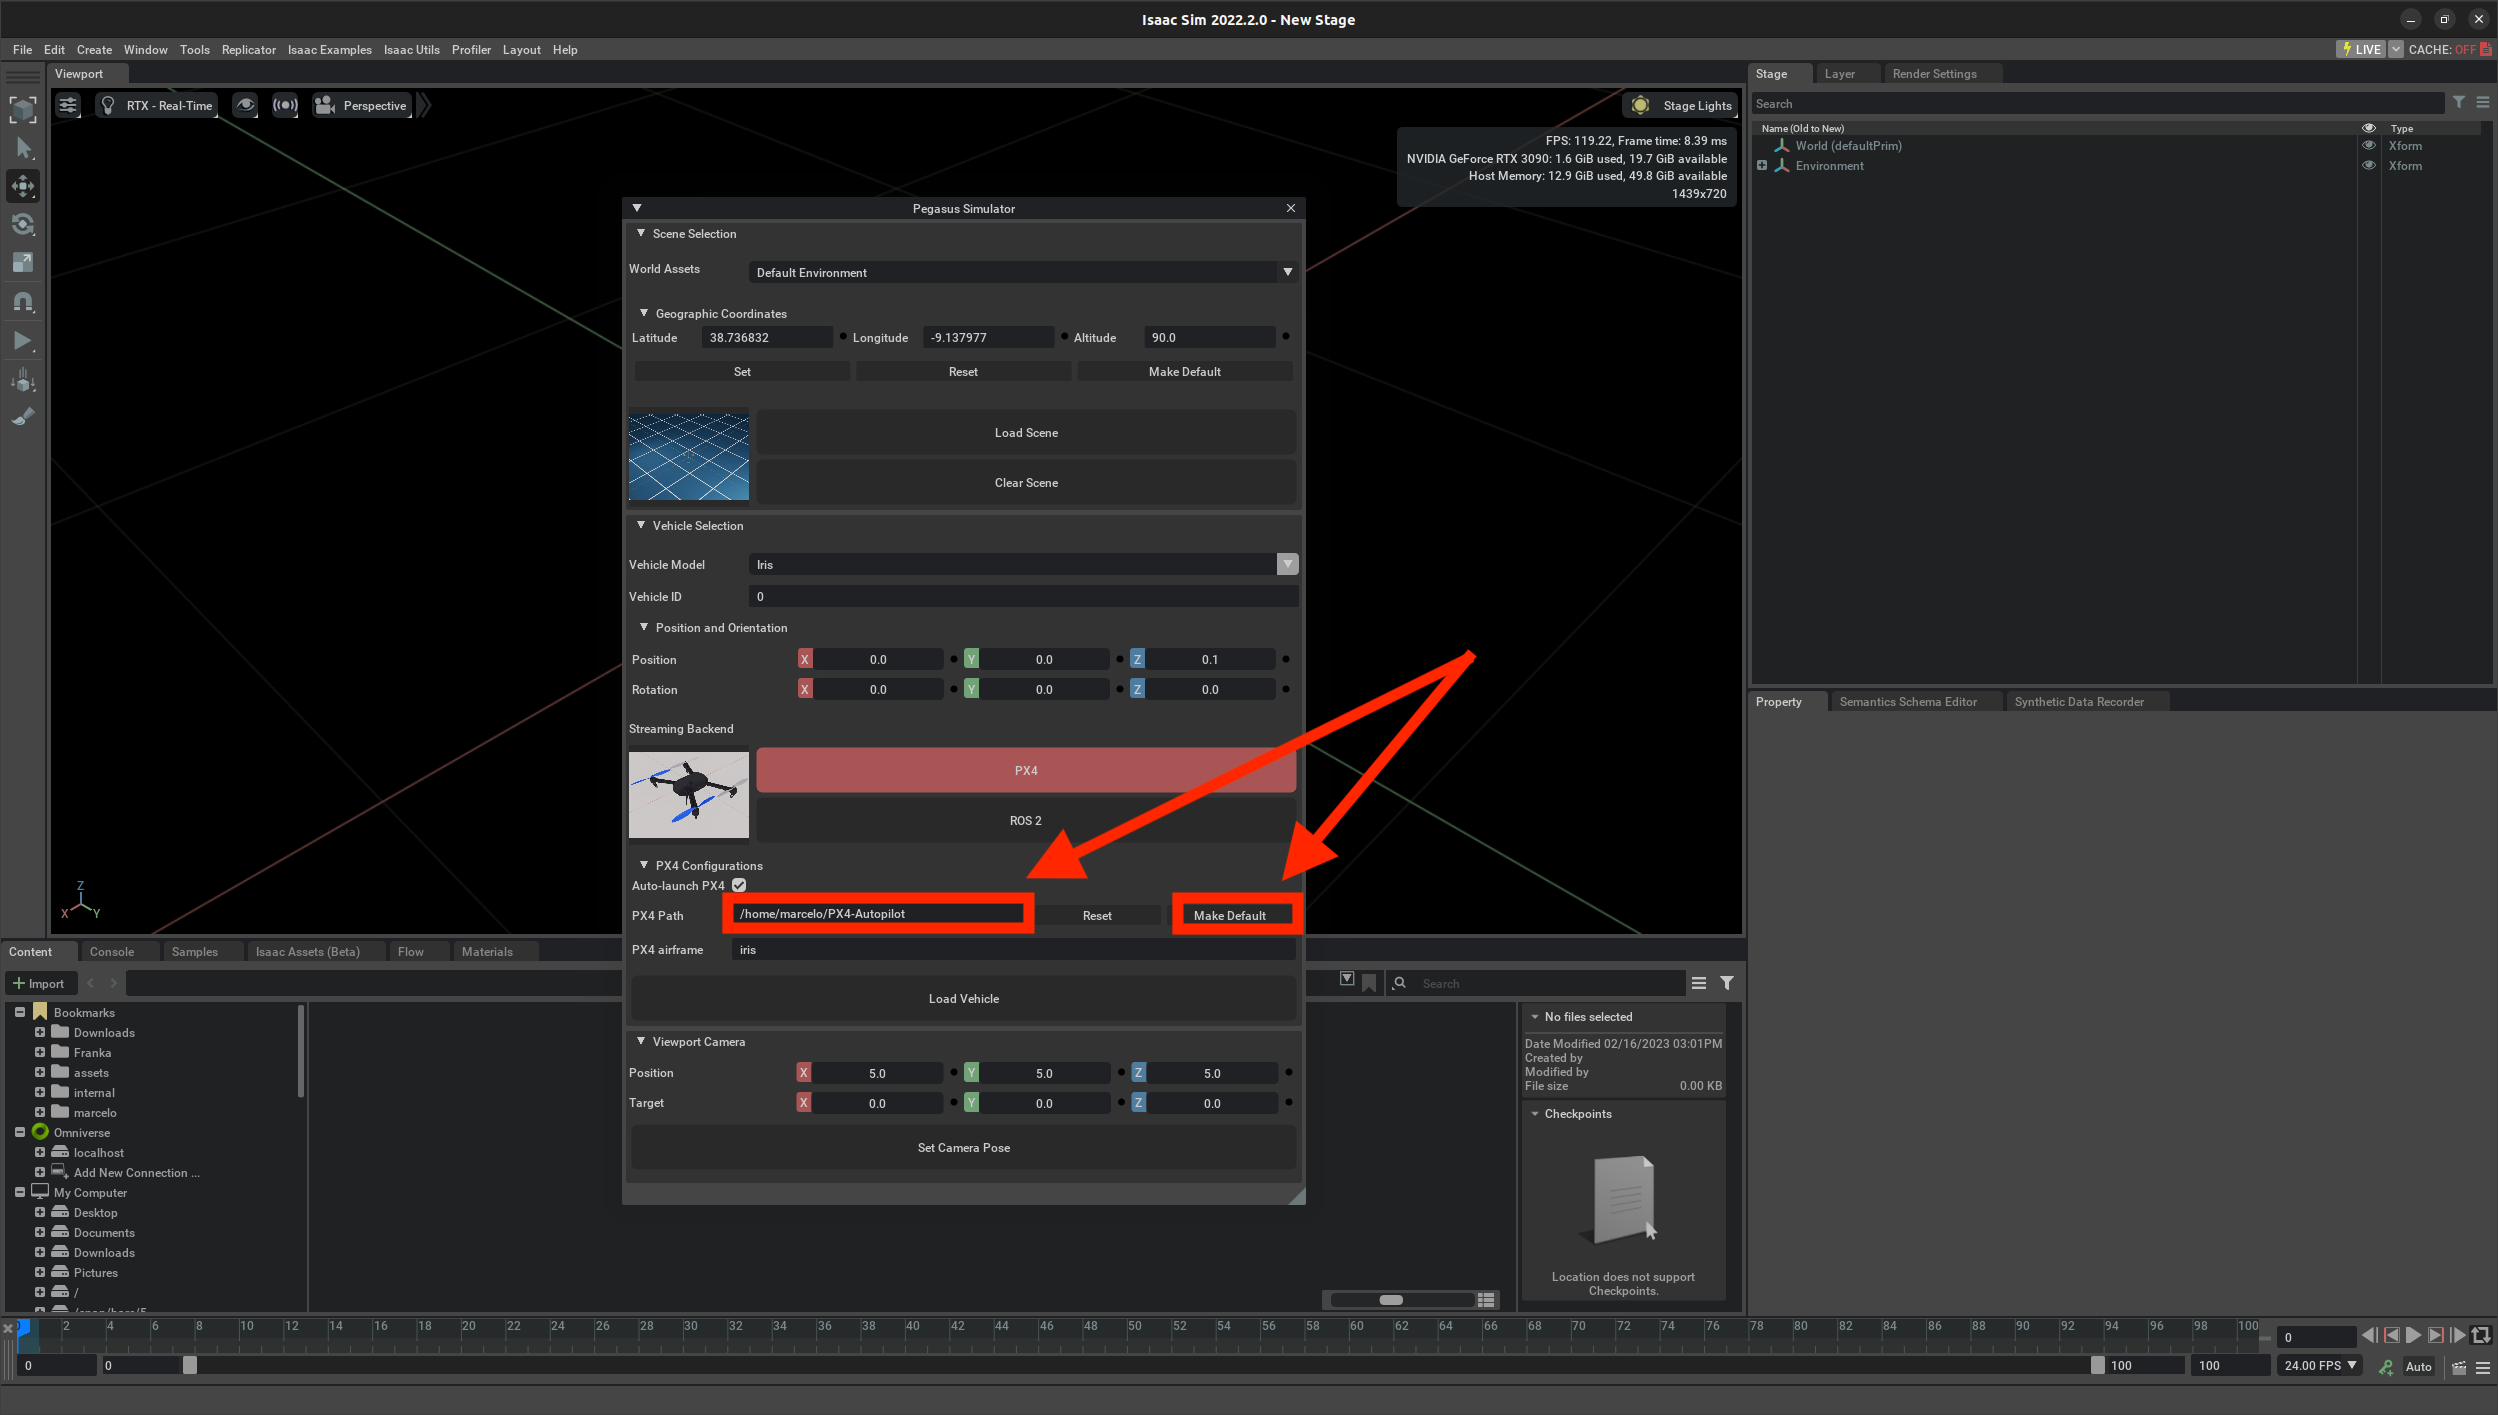 Isaac Sim 2022.2.0 - New Stage
File Edit Create Window Tools Replicator Isaac Examples Isaac Utils Profiler Layout Help
LIVE CACHE: OFF
Viewport
RTX - Real-Time Perspective Stage Lights
FPS: 119.22, Frame time: 8.39 ms
NVIDIA GeForce RTX 3090: 1.6 GiB used, 19.7 GiB available
Host Memory: 12.9 GiB used, 49.8 GiB available
1439x720
Z
X Y
Pegasus Simulator
Scene Selection
World Assets Default Environment
Geographic Coordinates
Latitude 38.736832 Longitude -9.137977 Altitude 90.0
Set Reset Make Default
Load Scene
Clear Scene
Vehicle Selection
Vehicle Model Iris
Vehicle ID 0
Position and Orientation
Position X 0.0 Y 0.0 Z 0.1
Rotation X 0.0 Y 0.0 Z 0.0
Streaming Backend
PX4
ROS 2
PX4 Configurations
Auto-launch PX4
PX4 Path /home/marcelo/PX4-Autopilot Reset Make Default
PX4 airframe iris
Load Vehicle
Viewport Camera
Position X 5.0 Y 5.0 Z 5.0
Target X 0.0 Y 0.0 Z 0.0
Set Camera Pose
Stage Layer Render Settings
Search
Name (Old to New) Type
World (defaultPrim) Xform
Environment Xform
Property Semantics Schema Editor Synthetic Data Recorder
Content Console Samples Isaac Assets (Beta) Flow Materials
Import Search
Bookmarks
Downloads
Franka
assets
internal
marcelo
Omniverse
localhost
Add New Connection ...
My Computer
Desktop
Documents
Downloads
Pictures
/
No files selected
Date Modified 02/16/2023 03:01PM
Created by
Modified by
File size 0.00 KB
Checkpoints
Location does not support
Checkpoints.
2 4 6 8 10 12 14 16 18 20 22 24 26 28 30 32 34 36 38 40 42 44 46 48 50 52 54 56 58 60 62 64 66 68 70 72 74 76 78 80 82 84 86 88 90 92 94 96 98 100 0
0 0 100 100 24.00 FPS Auto